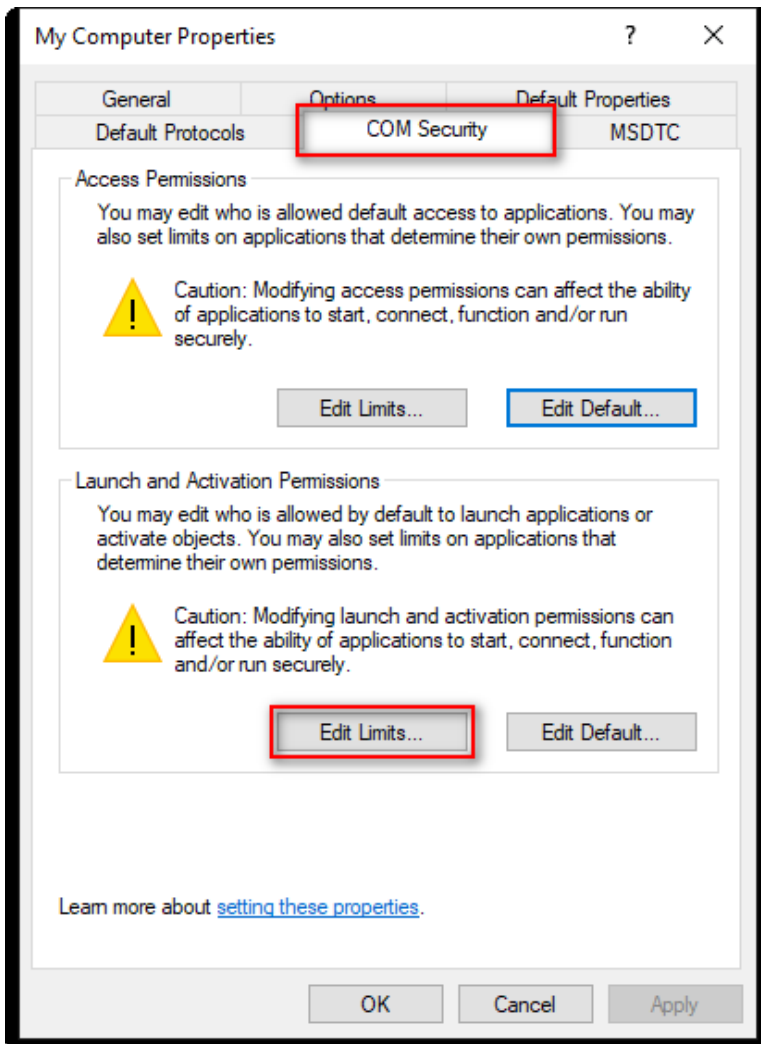 My Computer Properties
?
General
Options
Default Properties
Default Protocols
COM Security
MSDTC
Access Permissions
You may edit who is allowed default access to applications. You may
also set limits on applications that determine their own permissions.
Caution: Modifying access permissions can affect the ability
of applications to start, connect, function and/or run
securely.
Edit Limits...
Edit Default...
Launch and Activation Permissions
You may edit who is allowed by default to launch applications or
activate objects. You may also set limits on applications that
determine their own permissions.
Caution: Modifying launch and activation permissions can
affect the ability of applications to start, connect, function
and/or run securely.
Edit Limits...
Edit Default...
Learn more about setting these properties.
OK
Cancel
Apply